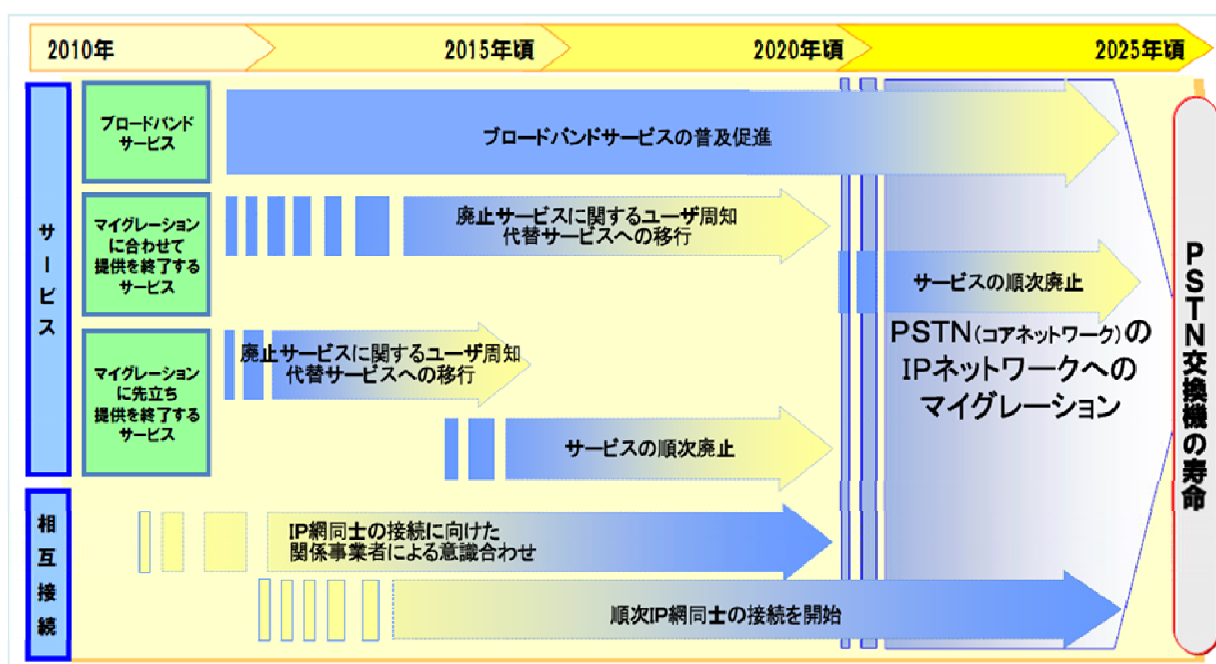 2010年
2015年頃
2020年頃
2025年頃
サービス
ブロードバンド
サービス
ブロードバンドサービスの普及促進
マイグレーション
に合わせて
提供を終了する
サービス
廃止サービスに関するユーザ周知
代替サービスへの移行
サービスの順次廃止
マイグレーション
に先立ち
提供を終了する
サービス
廃止サービスに関するユーザ周知
代替サービスへの移行
サービスの順次廃止
PSTN(コアネットワーク)の
IPネットワークへの
マイグレーション
PSTN交換機の寿命
相互接続
IP網同士の接続に向けた
関係事業者による意識合わせ
順次IP網同士の接続を開始